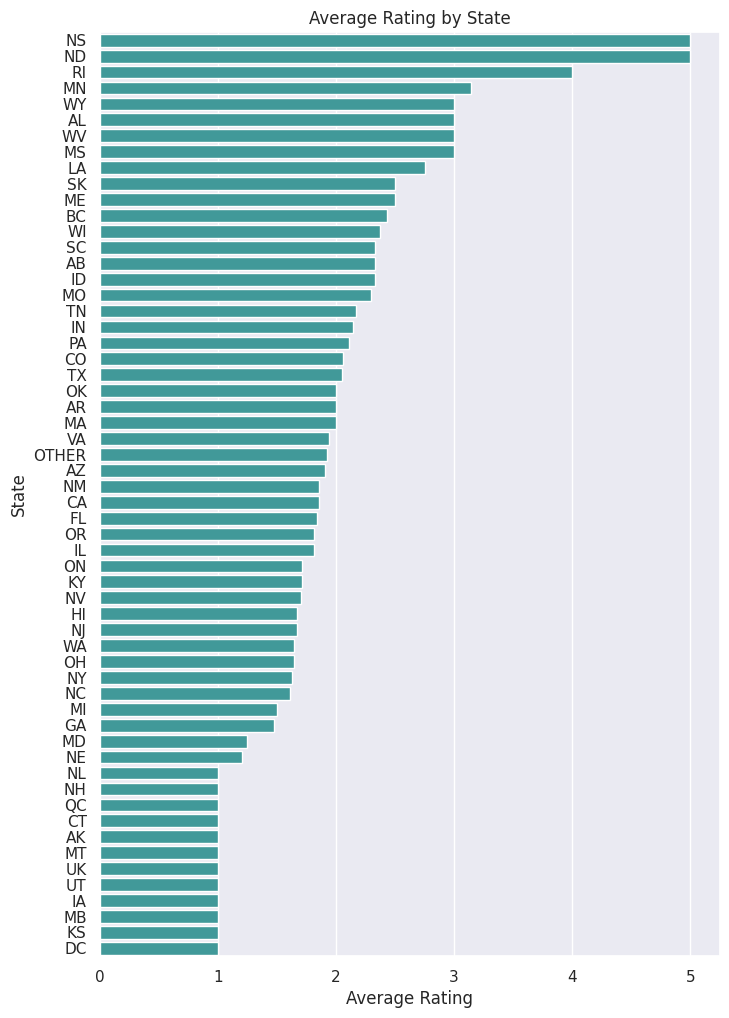 Average Rating by State
NS
ND
RI
MN
WY
AL
WV
MS
LA
SK
ME
BC
WI
SC
AB
ID
MO
TN
IN
PA
CO
TX
OK
AR
MA
VA
OTHER
AZ
NM
CA
FL
OR
IL
ON
KY
NV
HI
NJ
WA
OH
NY
NC
MI
GA
MD
NE
NL
NH
QC
CT
AK
MT
UK
UT
IA
MB
KS
DC
State
0 1 2 3 4 5
Average Rating